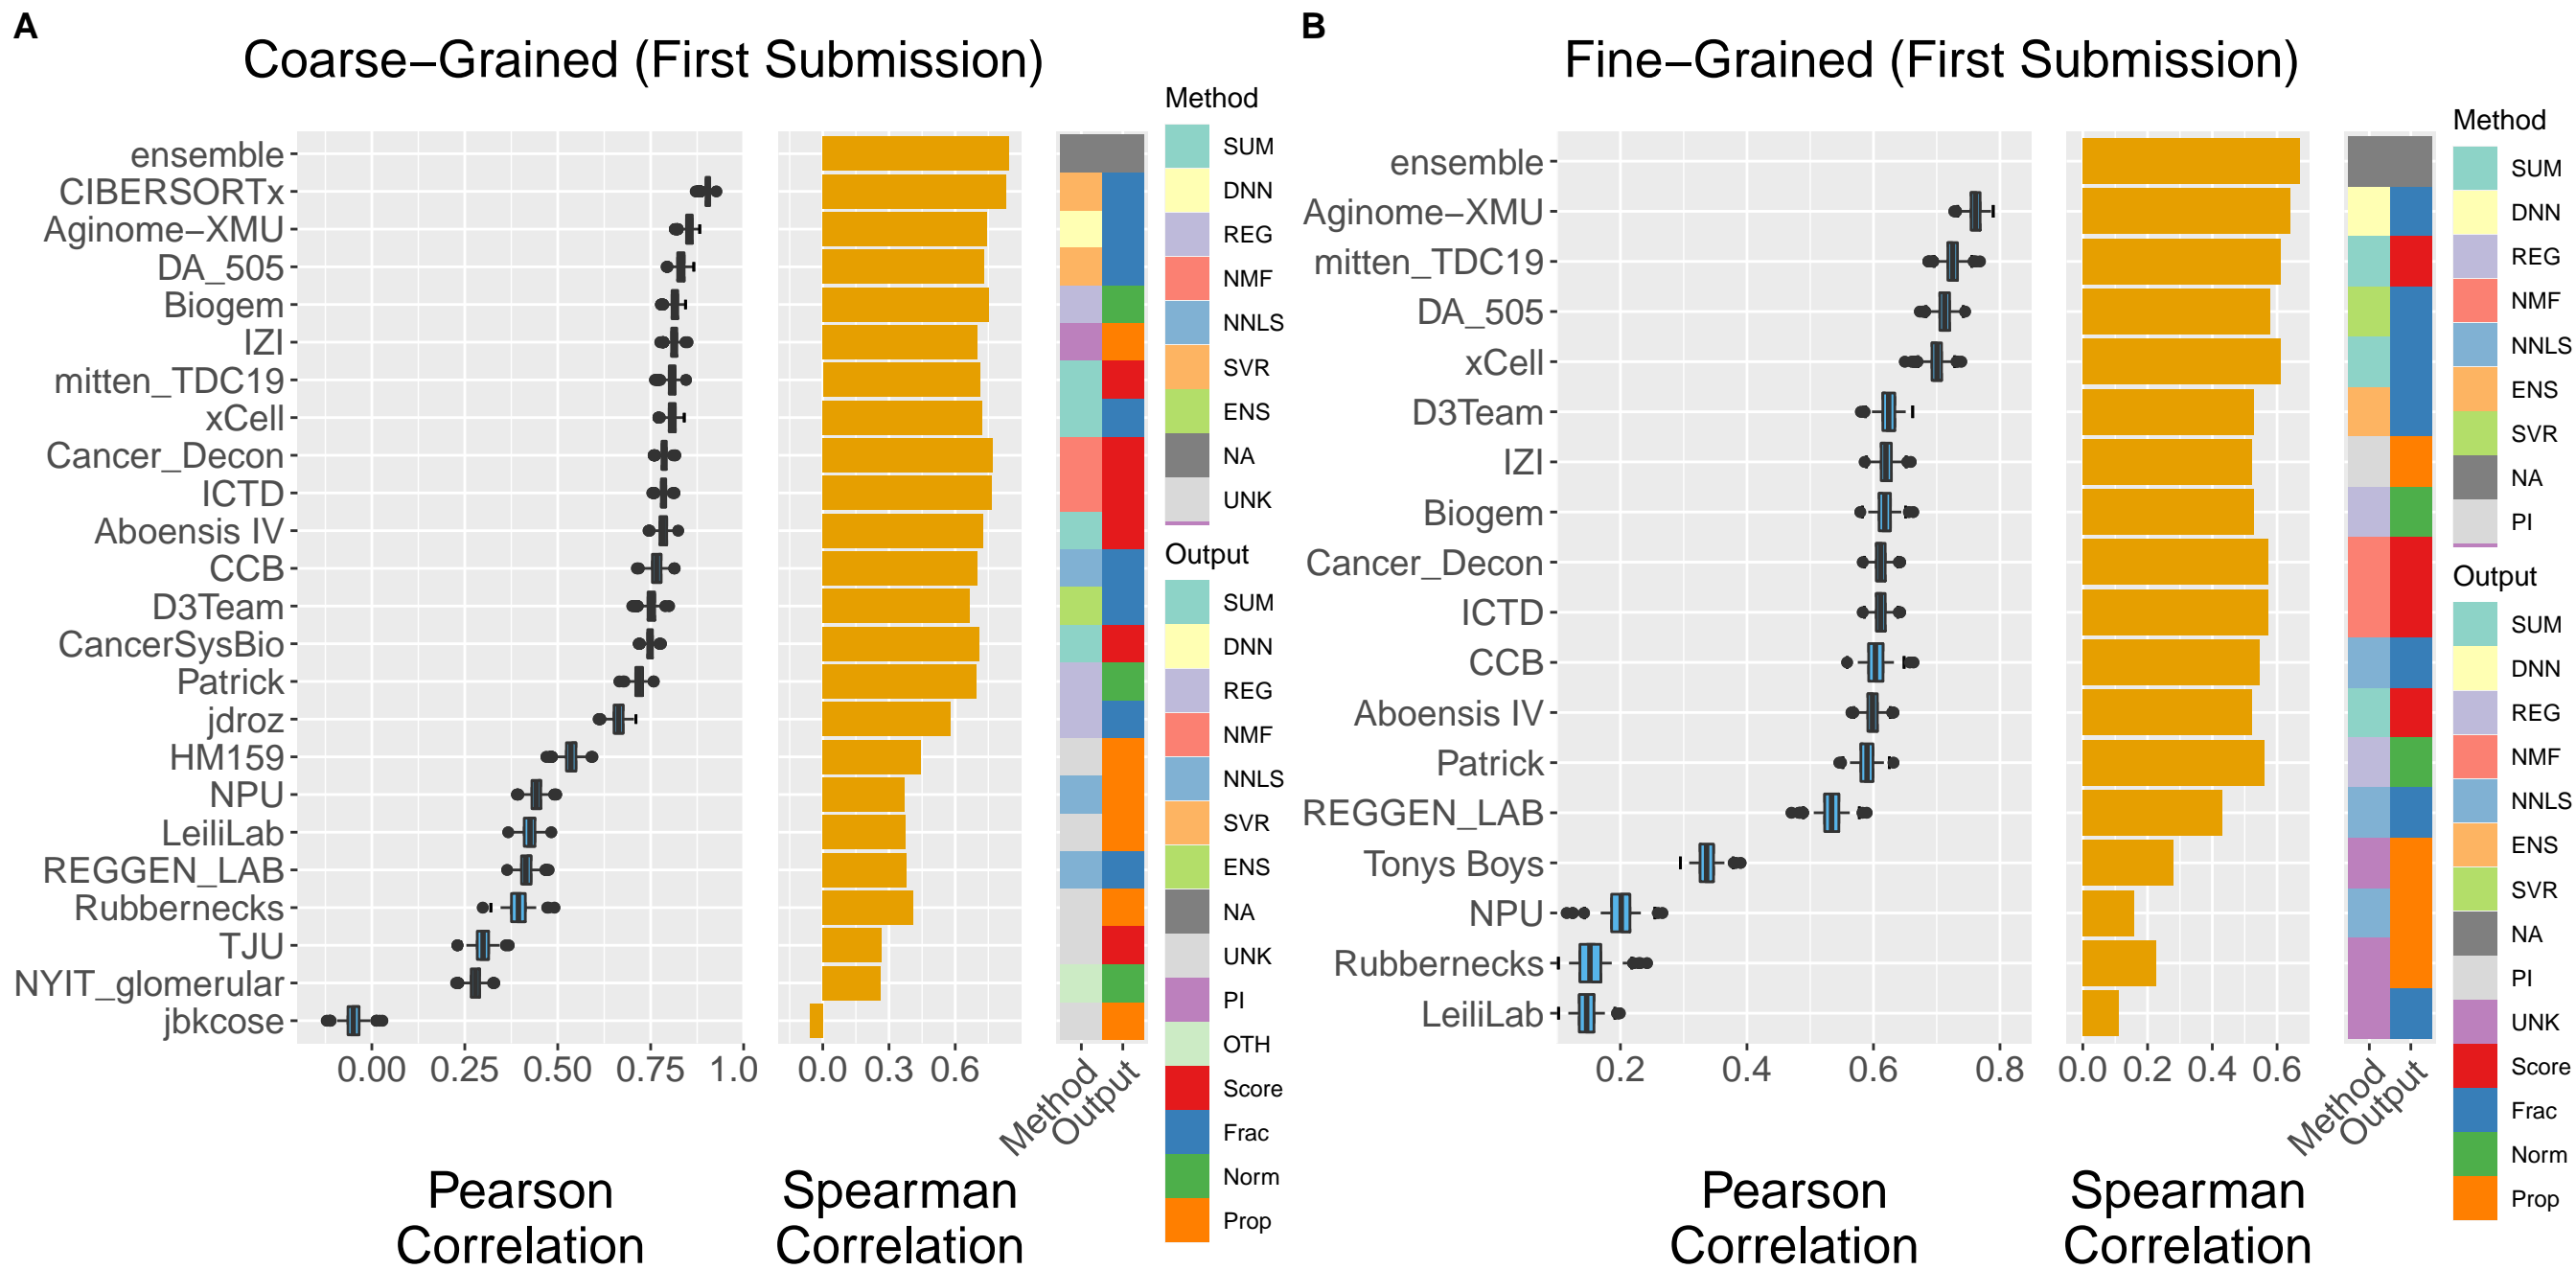 A
Coarse−Grained (First Submission)
ensemble
CIBERSORTx
Aginome−XMU
DA_505
Biogem
IZI
mitten_TDC19
xCell
Cancer_Decon
ICTD
Aboensis IV
CCB
D3Team
CancerSysBio
Patrick
jdroz
HM159
NPU
LeiliLab
REGGEN_LAB
Rubbernecks
TJU
NYIT_glomerular
jbkcose
0.00 0.25 0.50 0.75 1.0
Pearson
Correlation
0.0 0.3 0.6
Spearman
Correlation
Method
Output
Method
SUM
DNN
REG
NMF
NNLS
SVR
ENS
NA
UNK
Output
SUM
DNN
REG
NMF
NNLS
SVR
ENS
NA
UNK
PI
OTH
Score
Frac
Norm
Prop
B
Fine−Grained (First Submission)
ensemble
Aginome−XMU
mitten_TDC19
DA_505
xCell
D3Team
IZI
Biogem
Cancer_Decon
ICTD
CCB
Aboensis IV
Patrick
REGGEN_LAB
Tonys Boys
NPU
Rubbernecks
LeiliLab
0.2 0.4 0.6 0.8
Pearson
Correlation
0.0 0.2 0.4 0.6
Spearman
Correlation
Method
Output
Method
SUM
DNN
REG
NMF
NNLS
ENS
SVR
NA
PI
Output
SUM
DNN
REG
NMF
NNLS
ENS
SVR
NA
PI
UNK
Score
Frac
Norm
Prop